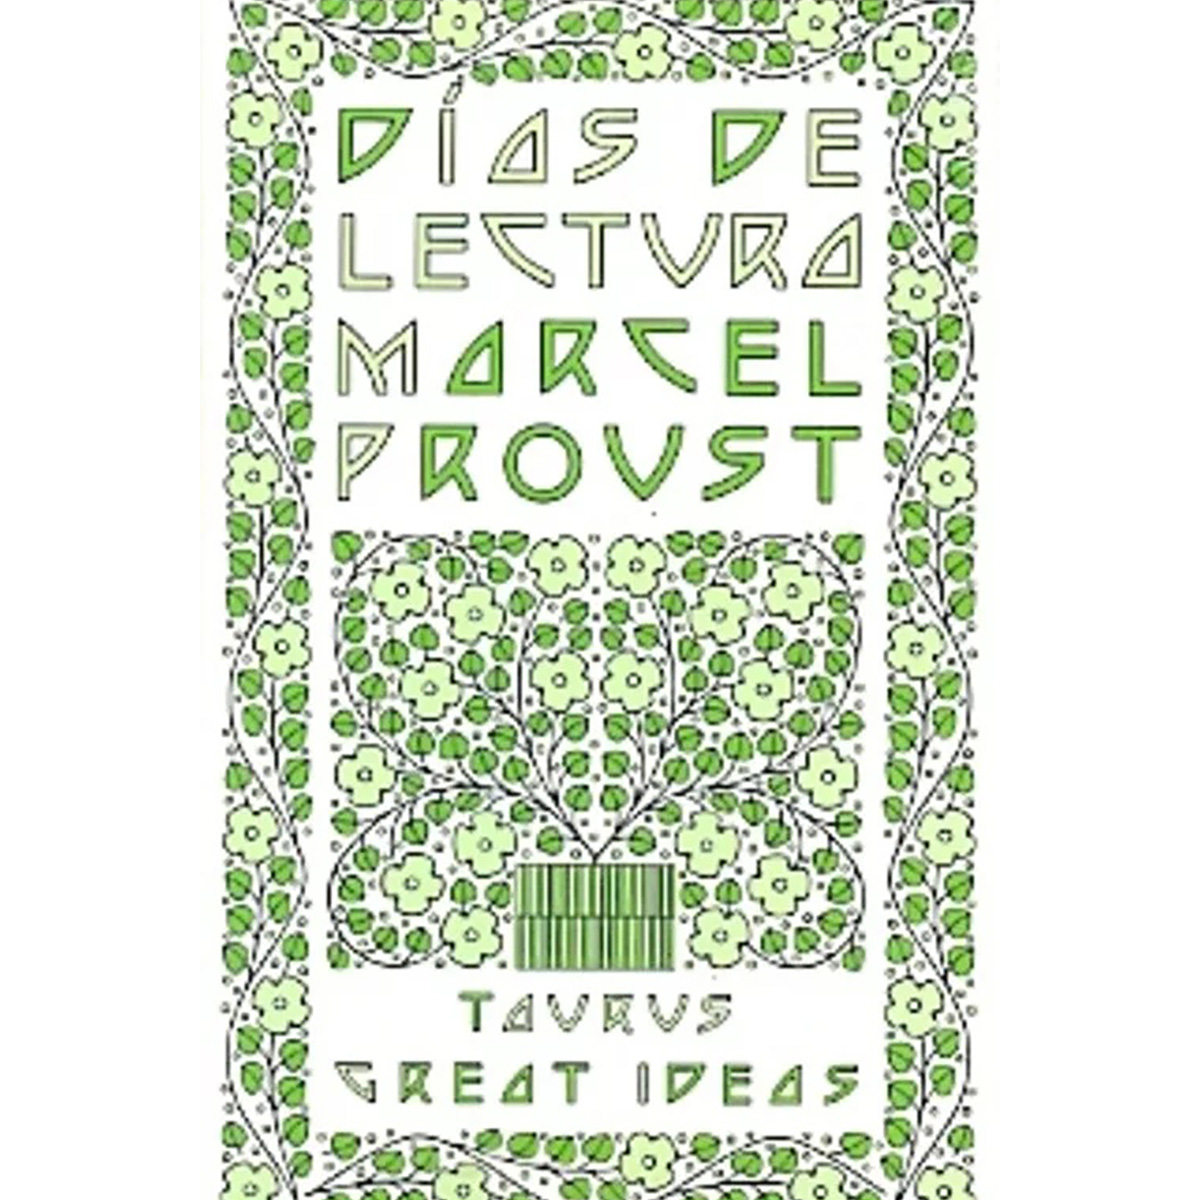 DÍAS DE
LECTURA
MARCEL
PROUST
TAURUS
GREAT IDEAS